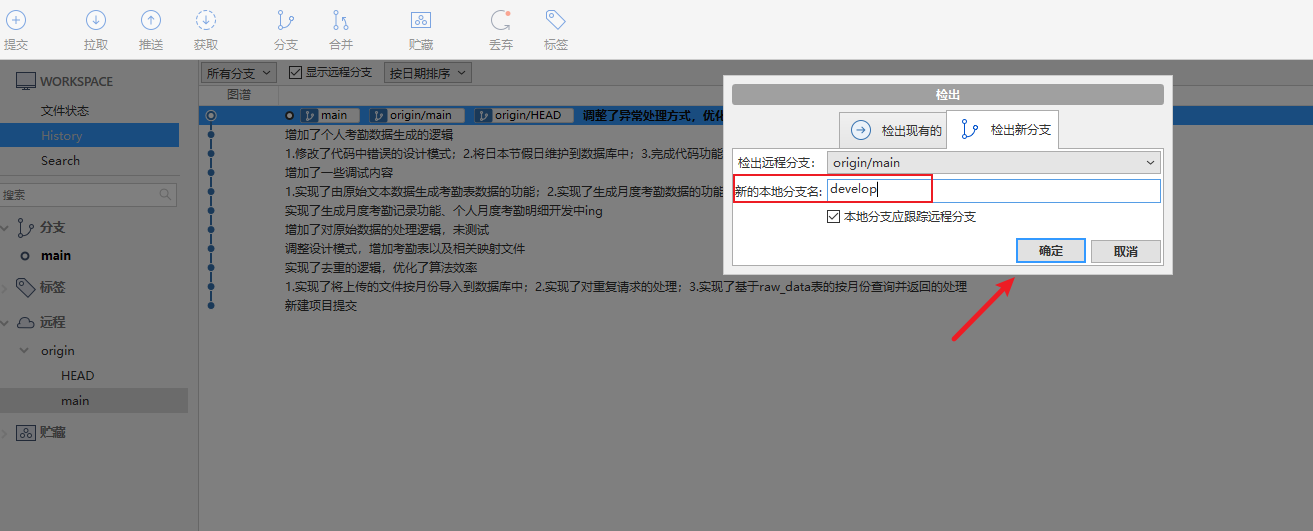 提交 拉取 推送 获取 分支 合并 贮藏 丢弃 标签
WORKSPACE
文件状态
History
Search
搜索
分支
main
标签
远程
origin
HEAD
main
贮藏
所有分支 显示远程分支 按日期排序
图谱
main origin/main origin/HEAD 调整了异常处理方式，优化
增加了个人考勤数据生成的逻辑
1.修改了代码中错误的设计模式；2.将日本节假日维护到数据库中；3.完成代码功能
增加了一些调试内容
1.实现了由原始文本数据生成考勤表数据的功能；2.实现了生成月度考勤数据的功能
实现了生成月度考勤记录功能、个人月度考勤明细开发中ing
增加了对原始数据的处理逻辑，未测试
调整设计模式，增加考勤表以及相关映射文件
实现了去重的逻辑，优化了算法效率
1.实现了将上传的文件按月份导入到数据库中；2.实现了对重复请求的处理；3.实现了基于raw_data表的按月份查询并返回的处理
新建项目提交
检出
检出现有的 检出新分支
检出远程分支： origin/main
新的本地分支名: develop
本地分支应跟踪远程分支
确定 取消